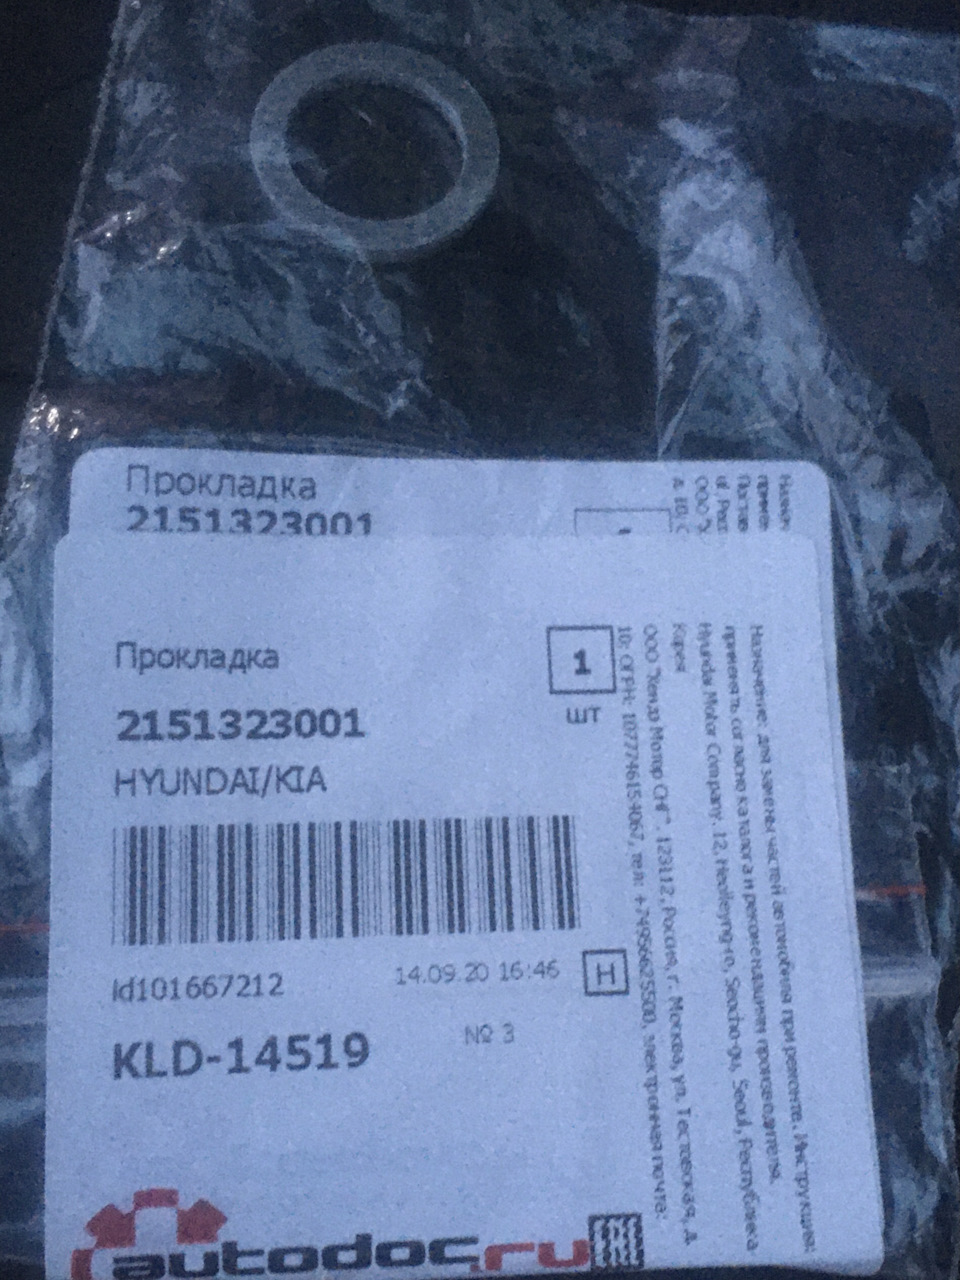 Прокладка
2151323001
Прокладка
2151323001
HYUNDAI/KIA
1
шт
Id101667212
14.09.20 16:46
H
KLD-14519
№ 3
autodoc.ru
Назначение: для замены частей автомобиля при ремонте. Инструкция:
применять согласно каталога и рекомендациям производителя.
Hyundai Motor Company, 12, Heolleung-ro, Seocho-gu, Seoul, Республика
Корея
ООО "Хендэ Мотор СНГ", 123112, Россия, г. Москва, ул. Тестовская, д.
10; ОГРН: 1077746154067, тел: +74956625500, электронная почта: